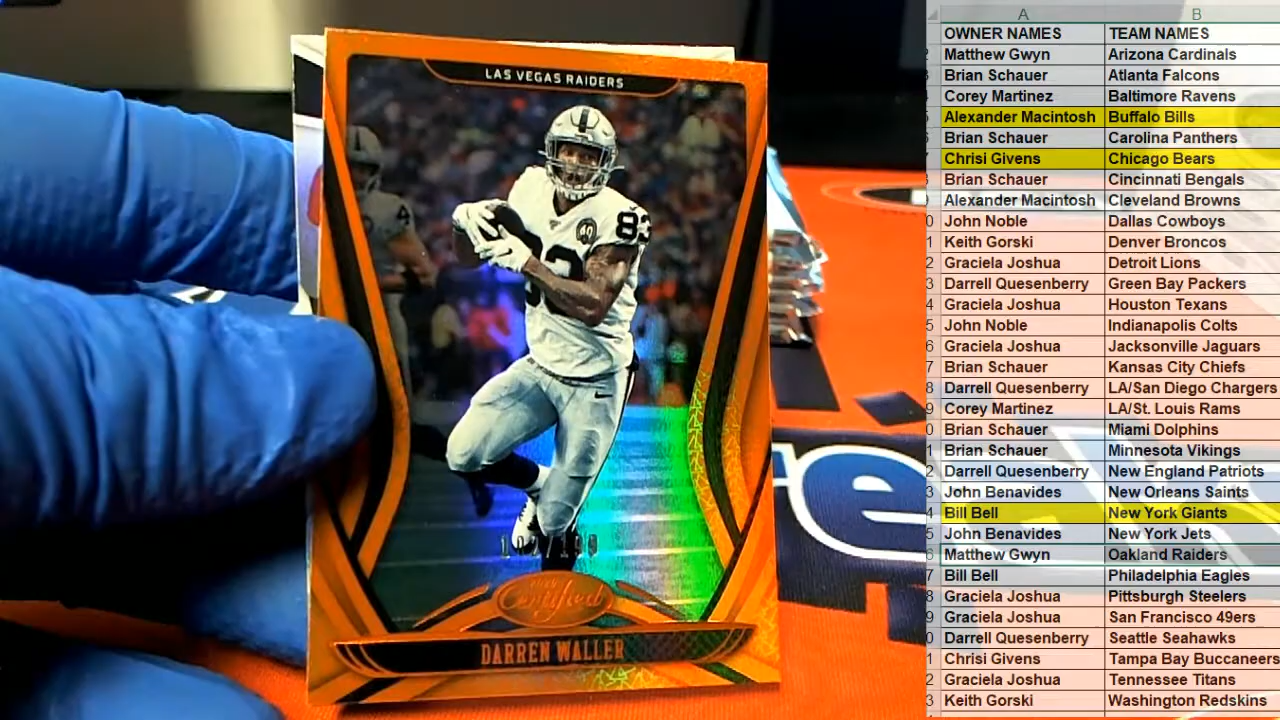 LAS VEGAS RAIDERS
83
40
Certified
DARREN WALLER
A B
OWNER NAMES TEAM NAMES
Matthew Gwyn Arizona Cardinals
Brian Schauer Atlanta Falcons
Corey Martinez Baltimore Ravens
Alexander Macintosh Buffalo Bills
Brian Schauer Carolina Panthers
Chrisi Givens Chicago Bears
Brian Schauer Cincinnati Bengals
Alexander Macintosh Cleveland Browns
John Noble Dallas Cowboys
Keith Gorski Denver Broncos
Graciela Joshua Detroit Lions
Darrell Quesenberry Green Bay Packers
Graciela Joshua Houston Texans
John Noble Indianapolis Colts
Graciela Joshua Jacksonville Jaguars
Brian Schauer Kansas City Chiefs
Darrell Quesenberry LA/San Diego Chargers
Corey Martinez LA/St. Louis Rams
Brian Schauer Miami Dolphins
Brian Schauer Minnesota Vikings
Darrell Quesenberry New England Patriots
John Benavides New Orleans Saints
Bill Bell New York Giants
John Benavides New York Jets
Matthew Gwyn Oakland Raiders
Bill Bell Philadelphia Eagles
Graciela Joshua Pittsburgh Steelers
Graciela Joshua San Francisco 49ers
Darrell Quesenberry Seattle Seahawks
Chrisi Givens Tampa Bay Buccaneers
Graciela Joshua Tennessee Titans
Keith Gorski Washington Redskins